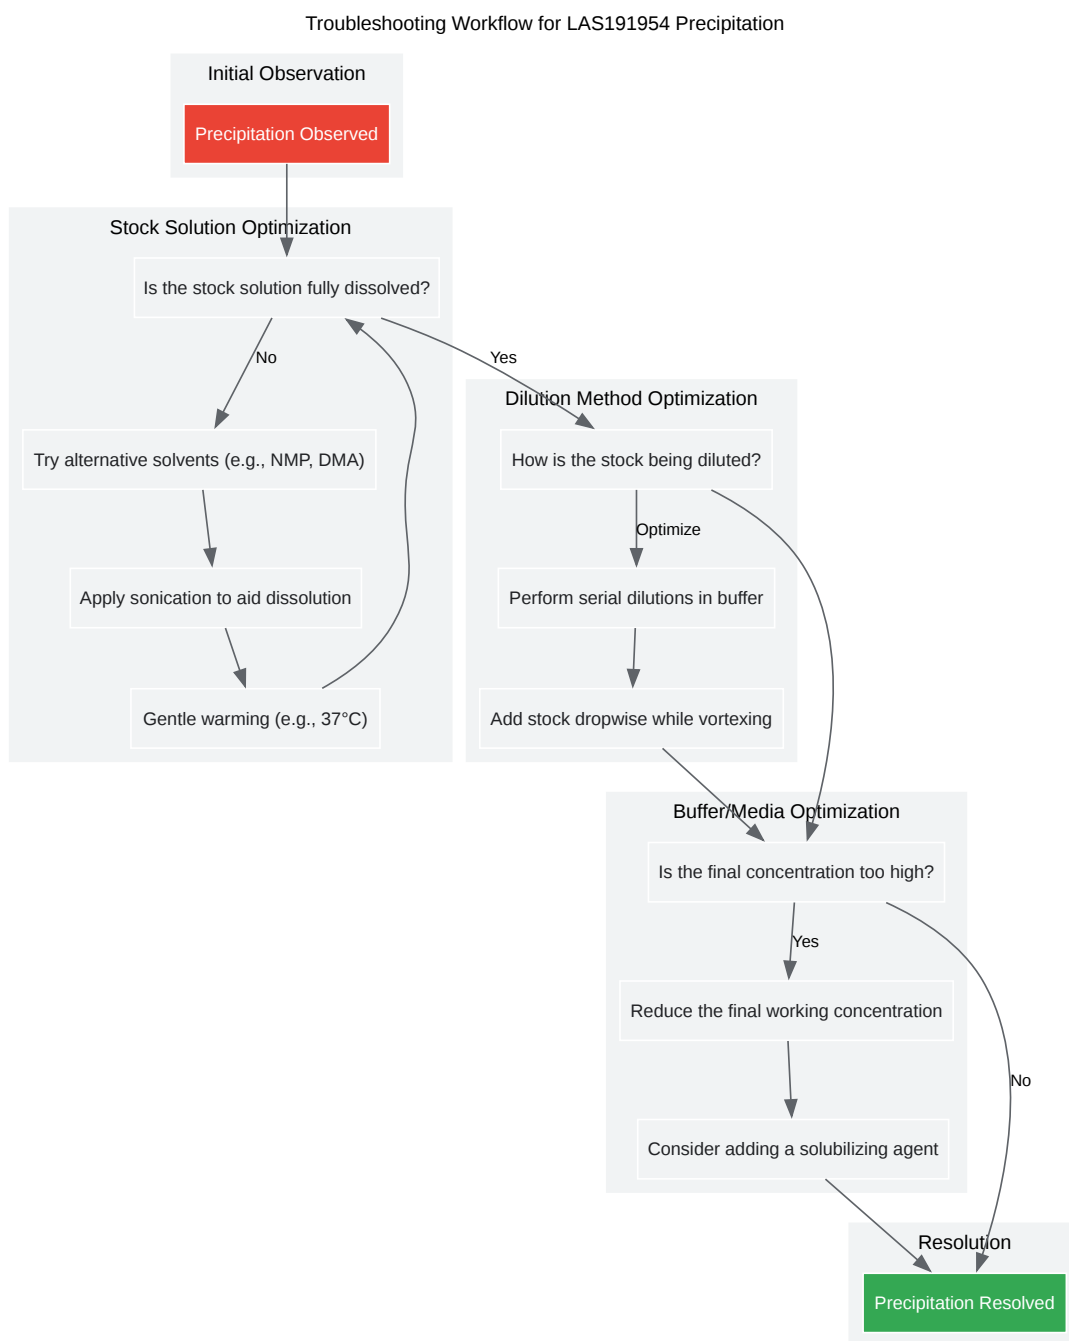 Troubleshooting Workflow for LAS191954 Precipitation
Initial Observation
Precipitation Observed
Stock Solution Optimization
Is the stock solution fully dissolved?
No
Yes
Try alternative solvents (e.g., NMP, DMA)
Apply sonication to aid dissolution
Gentle warming (e.g., 37°C)
Dilution Method Optimization
How is the stock being diluted?
Optimize
Perform serial dilutions in buffer
Add stock dropwise while vortexing
Buffer/Media Optimization
Is the final concentration too high?
Yes
Reduce the final working concentration
No
Consider adding a solubilizing agent
Resolution
Precipitation Resolved